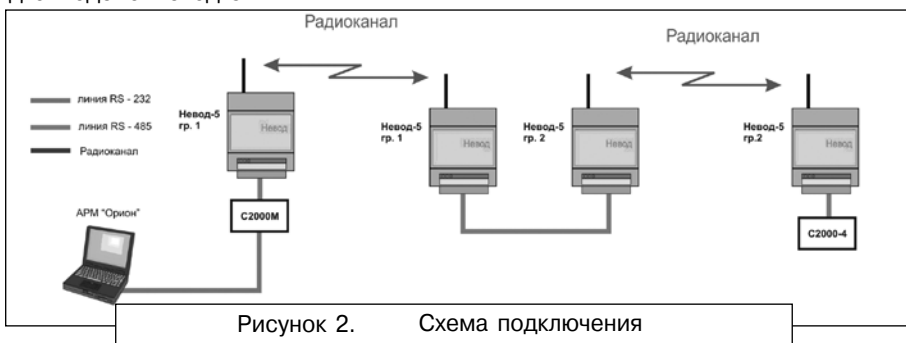 Радиоканал
Радиоканал
линия RS - 232
линия RS - 485
Радиоканал
Невод-5
гр. 1
Невод
Невод-5
гр. 1
Невод
Невод-5
гр. 2
Невод
Невод-5
гр.2
Невод
АРМ "Орион"
С2000М
С2000-4
Рисунок 2. Схема подключения